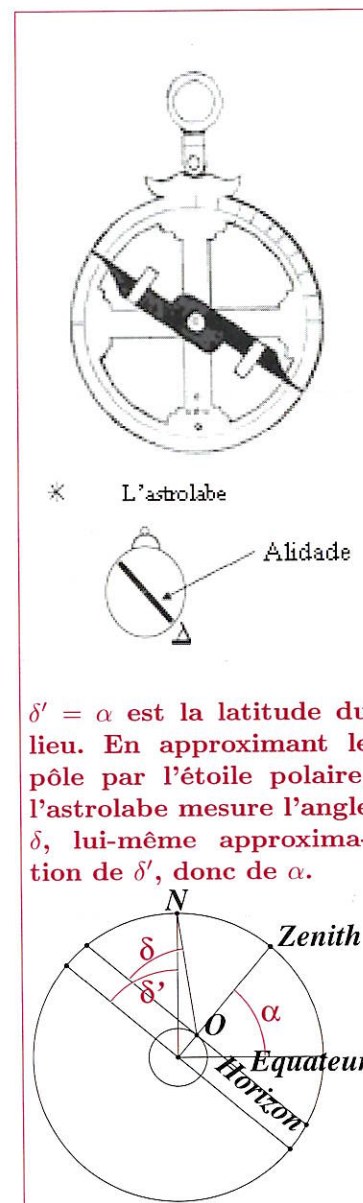 L'astrolabe
Alidade
Δ
δ' = α est la latitude du
lieu. En approximant le
pôle par l'étoile polaire,
l'astrolabe mesure l'angle
δ, lui-même approxima-
tion de δ', donc de α.
N
Zenith
δ
δ'
O
α
Equateur
Horizon